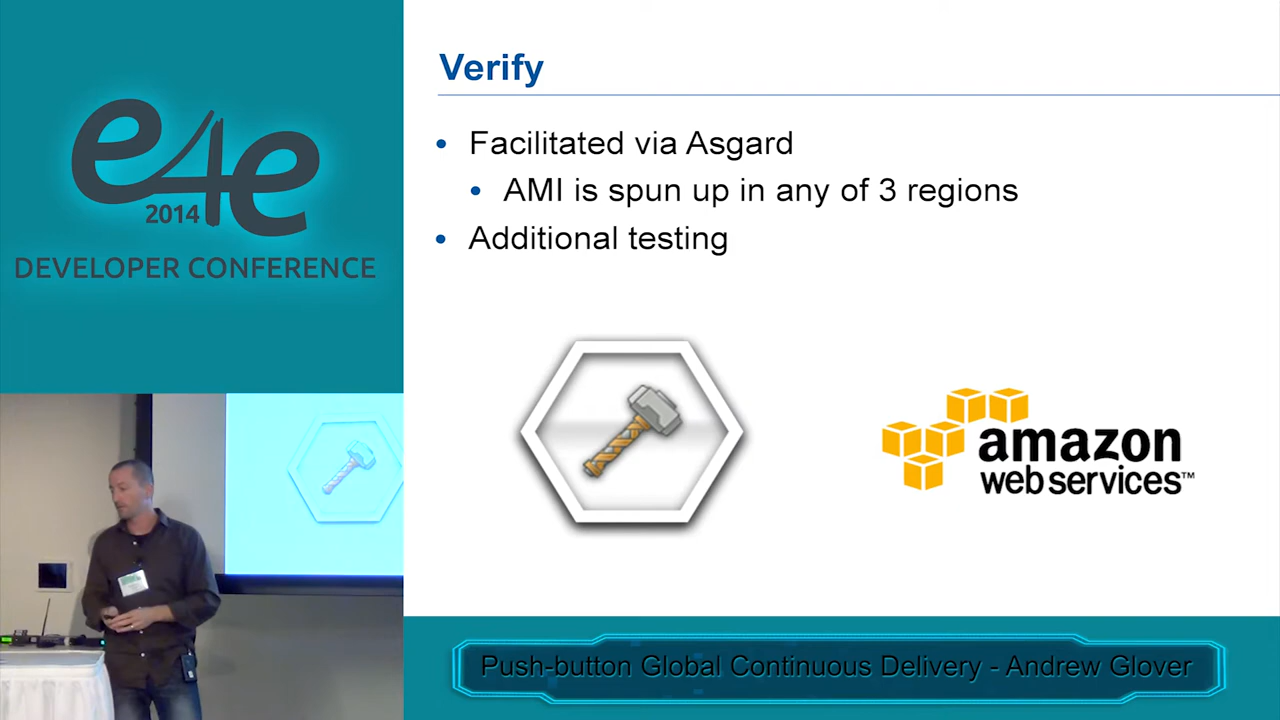 e4e
2014
DEVELOPER CONFERENCE
Verify
• Facilitated via Asgard
• AMI is spun up in any of 3 regions
• Additional testing
amazon
web services™
Push-button Global Continuous Delivery - Andrew Glover